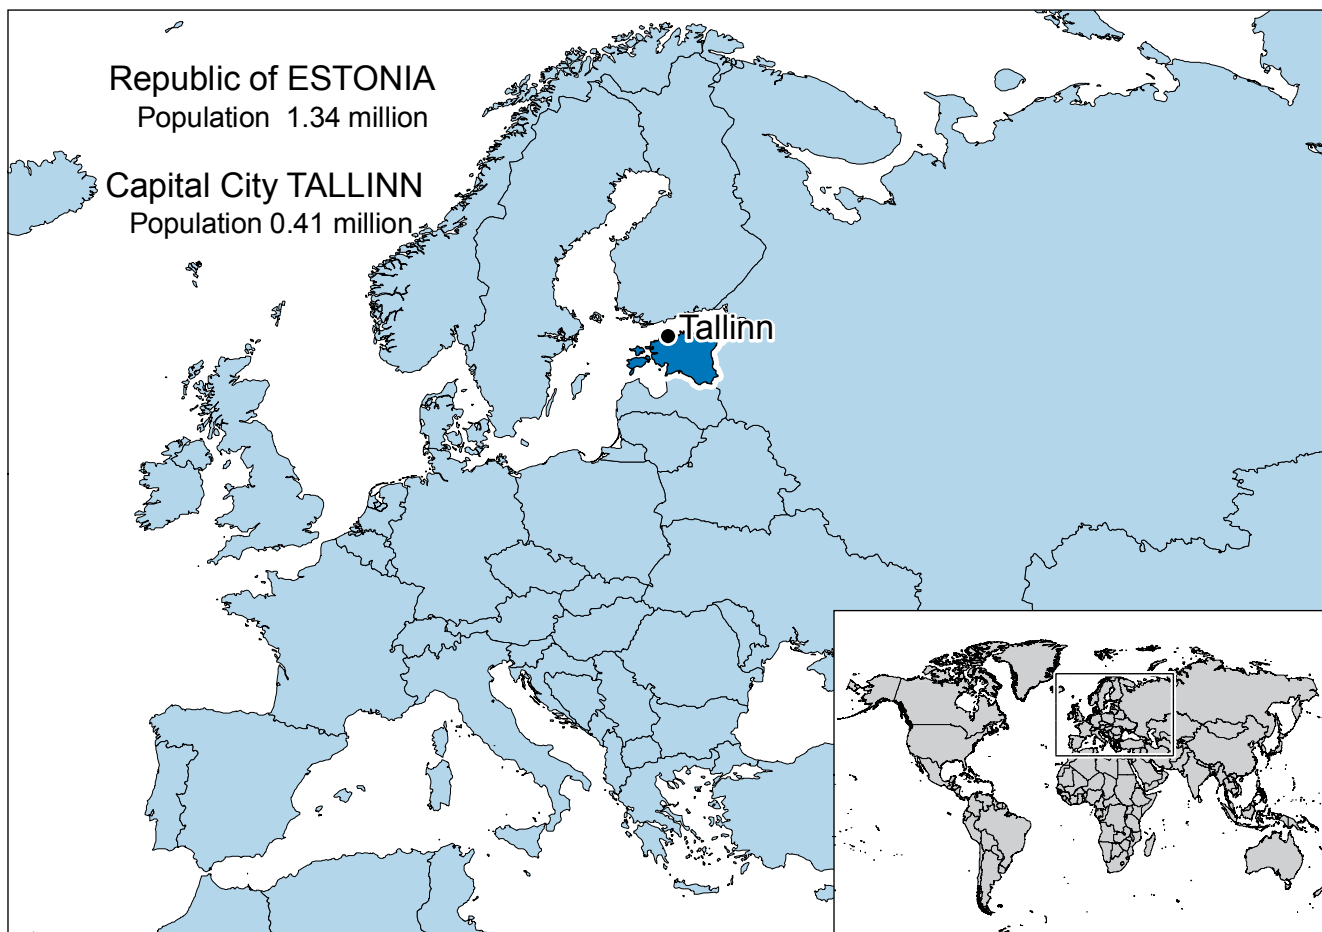 Republic of ESTONIA
Population 1.34 million
Capital City TALLINN
Population 0.41 million
Tallinn